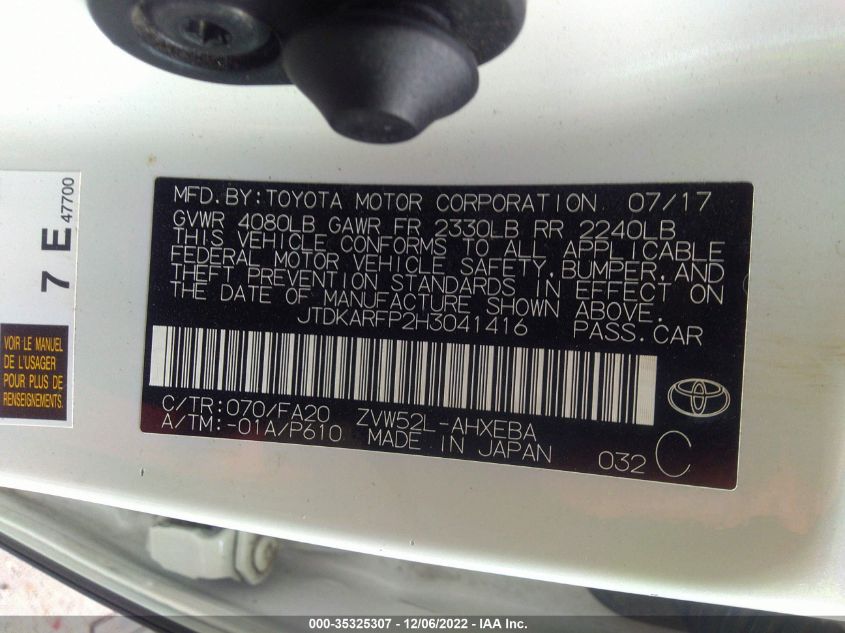 MFD.BY:TOYOTA MOTOR CORPORATION 07/17
GVWR 4080LB GAWR FR 2330LB RR 2240LB
THIS VEHICLE CONFORMS TO ALL APPLICABLE
FEDERAL MOTOR VEHICLE SAFETY,BUMPER,AND
THEFT PREVENTION STANDARDS IN EFFECT ON
THE DATE OF MANUFACTURE SHOWN ABOVE.
JTDKARFP2H3041416 PASS.CAR
C/TR:070/FA20 ZVW52L-AHXEBA
A/TM:-01A/P610 MADE IN JAPAN
032 C
7 E 47700
VOIR LE MANUEL
DE L'USAGER
POUR PLUS DE
RENSEIGNEMENTS.
000-35325307 - 12/06/2022 - IAA Inc.